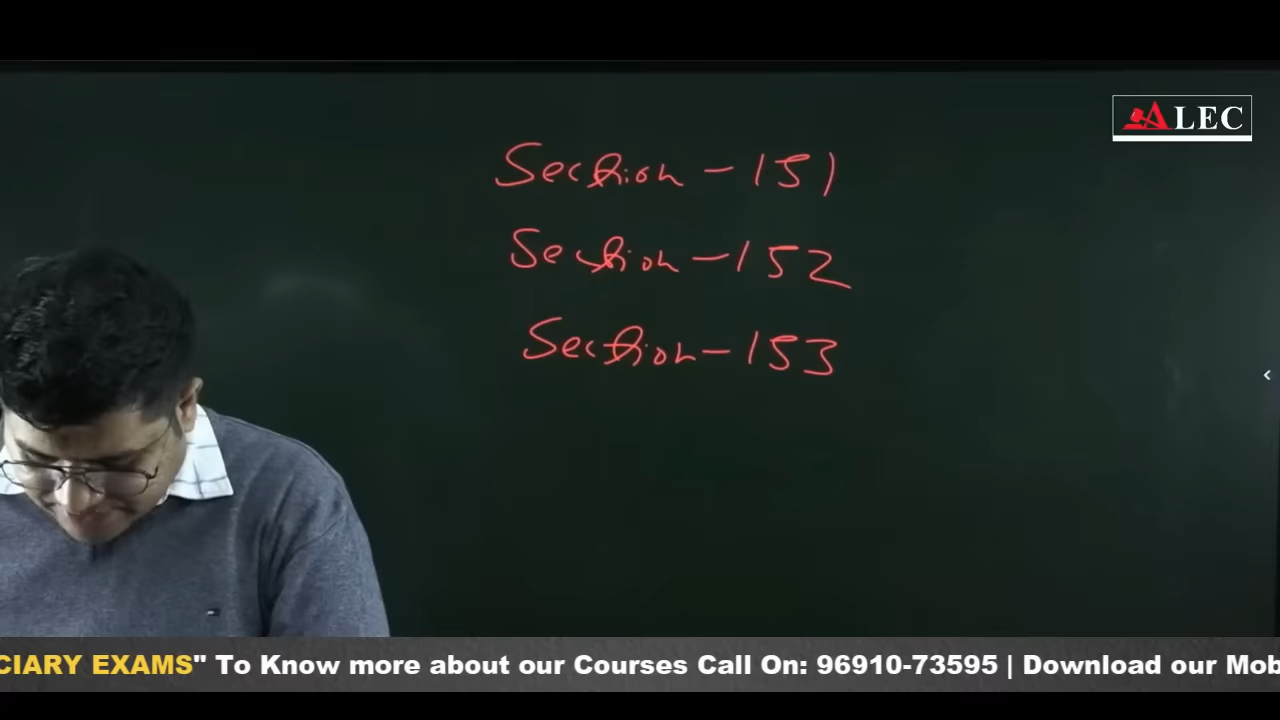 ALEC
Section - 151
Section - 152
Section - 153
CIARY EXAMS" To Know more about our Courses Call On: 96910-73595 | Download our Mob